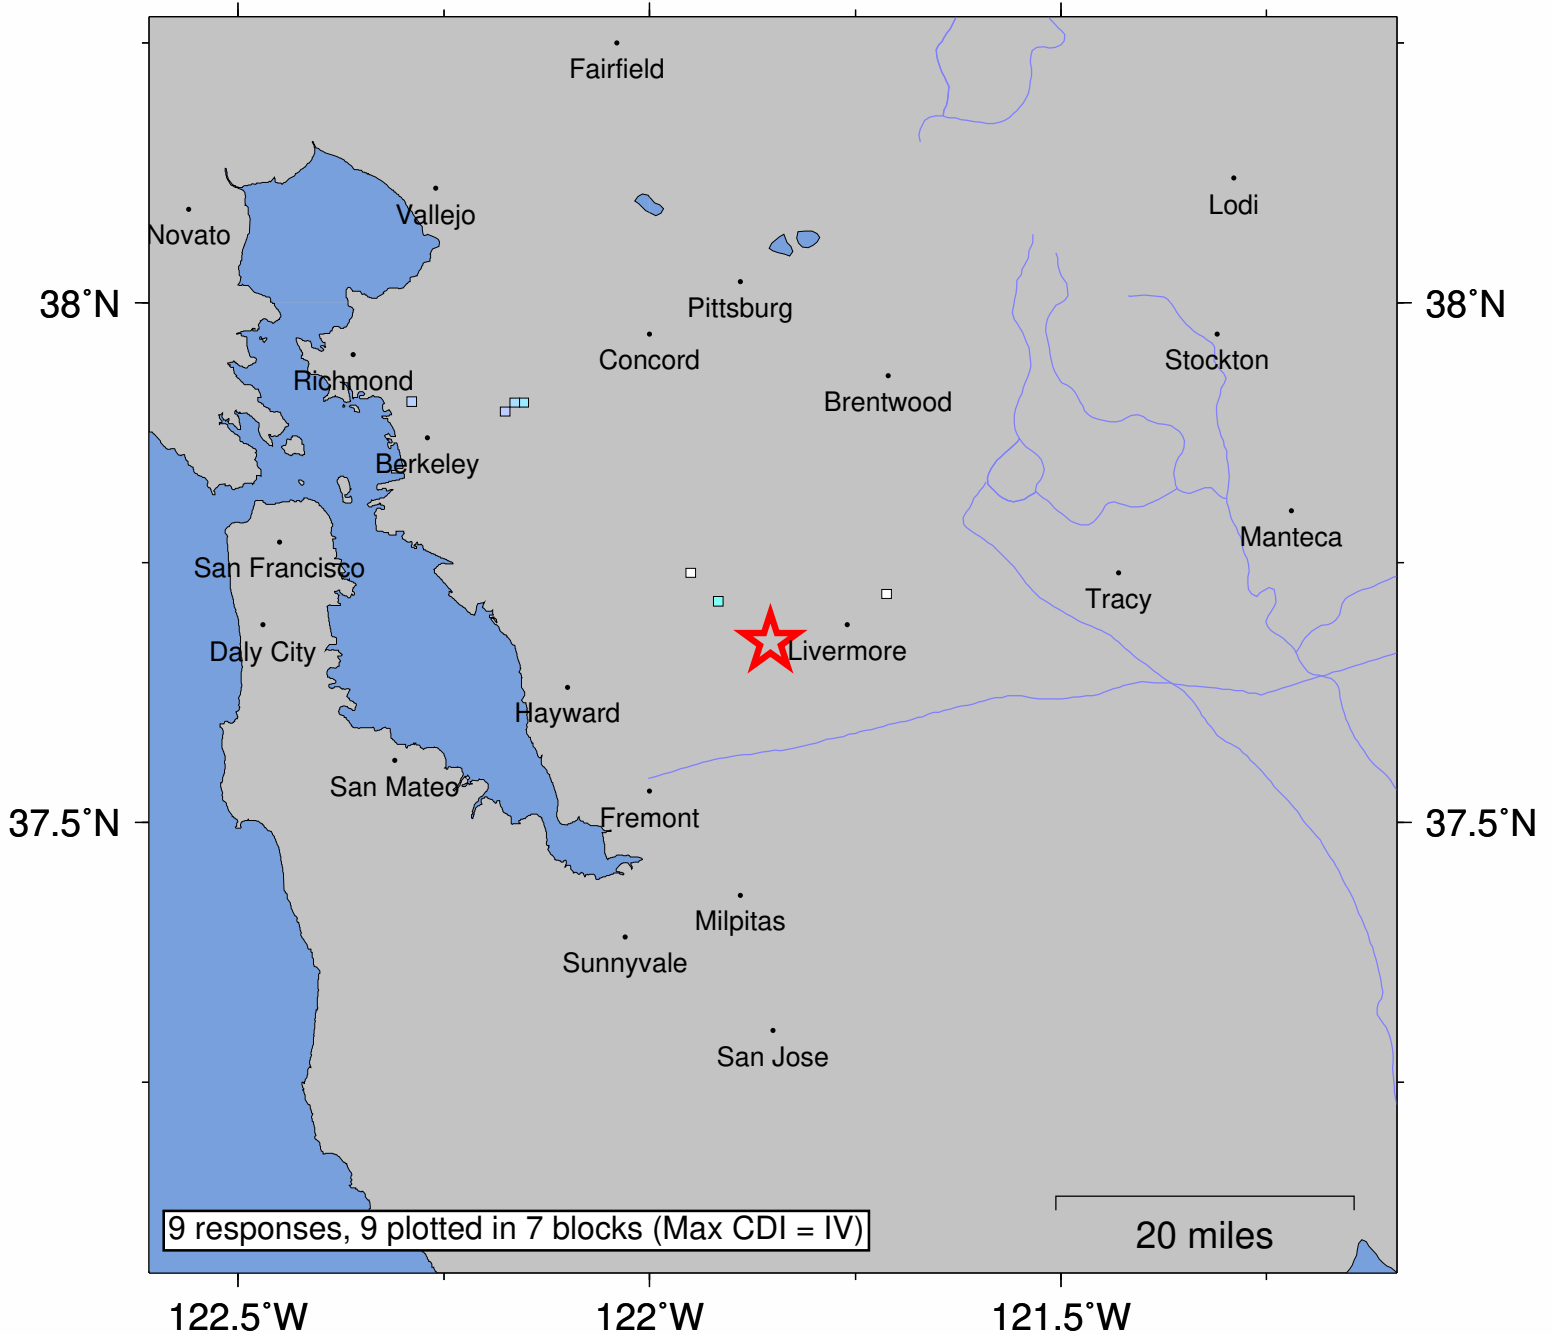 Fairfield
Vallejo
Lodi
Novato
38˚N
38˚N
Pittsburg
Concord
Stockton
Richmond
Brentwood
Berkeley
Manteca
San Francisco
Tracy
Daly City
Livermore
Hayward
San Mateo
Fremont
37.5˚N
37.5˚N
Milpitas
Sunnyvale
San Jose
9 responses, 9 plotted in 7 blocks (Max CDI = IV)
20 miles
122.5˚W
122˚W
121.5˚W